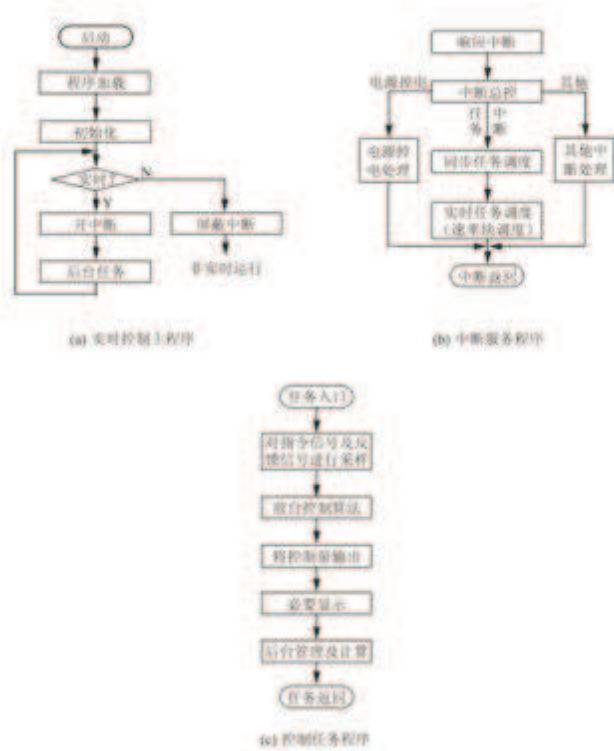 启动
程序加载
初始化
实时?
N
Y
开中断
屏蔽中断
后台任务
非实时运行
(a) 实时控制主程序
响应中断
电源掉电
中断总控
其他
任务
中断
电源掉
电处理
同步任务调度
其他中
断处理
实时任务调度
(速率块调度)
中断返回
(b) 中断服务程序
任务入口
对指令信号及反
馈信号进行采样
前台控制算法
将控制量输出
必要显示
后台管理及计算
任务返回
(c) 控制任务程序